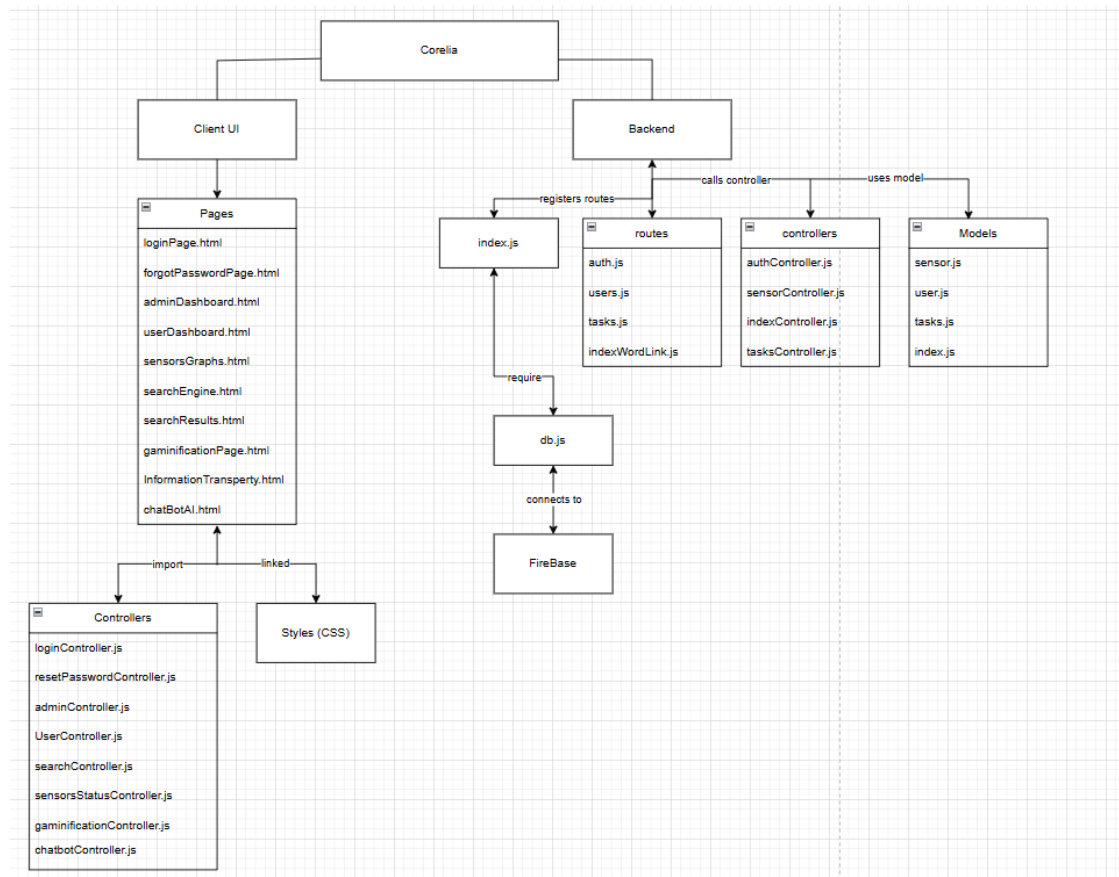 Corelia
Client UI
Backend
calls controller
uses model
registers routes
Pages
loginPage.html
forgotPasswordPage.html
adminDashboard.html
userDashboard.html
sensorsGraphs.html
searchEngine.html
searchResults.html
gaminificationPage.html
InformationTransperty.html
chatBotAI.html
index.js
routes
auth.js
users.js
tasks.js
indexWordLink.js
controllers
authController.js
sensorController.js
indexController.js
tasksController.js
Models
sensor.js
user.js
tasks.js
index.js
require
db.js
connects to
FireBase
import
linked
Controllers
loginController.js
resetPasswordController.js
adminController.js
UserController.js
searchController.js
sensorsStatusController.js
gaminificationController.js
chatbotController.js
Styles (CSS)